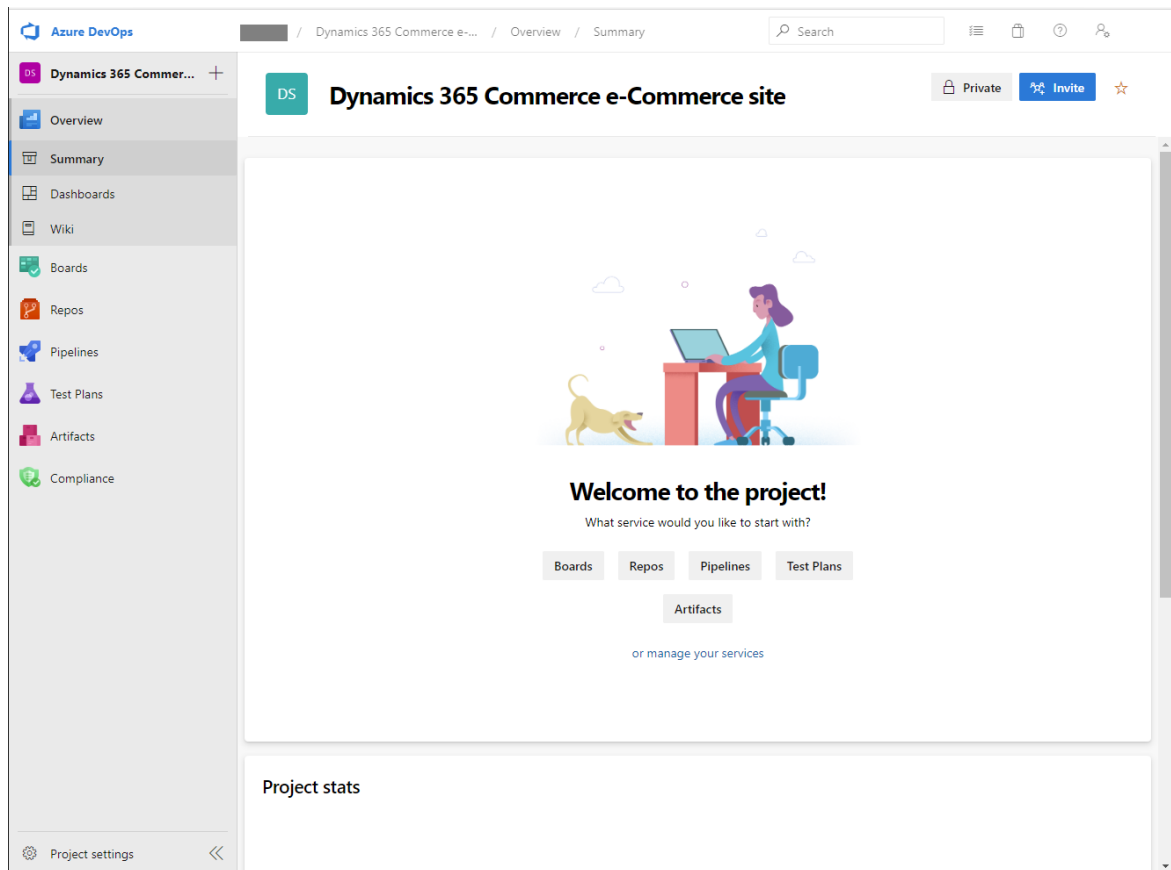 Azure DevOps
/ Dynamics 365 Commerce e-... / Overview / Summary
Search
DS Dynamics 365 Commer... +
DS Dynamics 365 Commerce e-Commerce site
Private
Invite
Overview
Summary
Dashboards
Wiki
Boards
Repos
Pipelines
Test Plans
Artifacts
Compliance
Welcome to the project!
What service would you like to start with?
Boards Repos Pipelines Test Plans
Artifacts
or manage your services
Project stats
Project settings